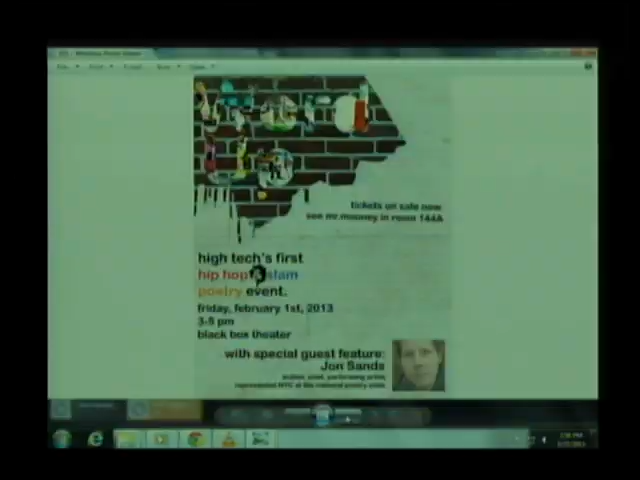 tickets on sale now
see mr mooney in room 144A
high tech's first
hip hop & slam
poetry event.
friday, february 1st, 2013
3-5 pm
black box theater
with special guest feature:
Jon Sands